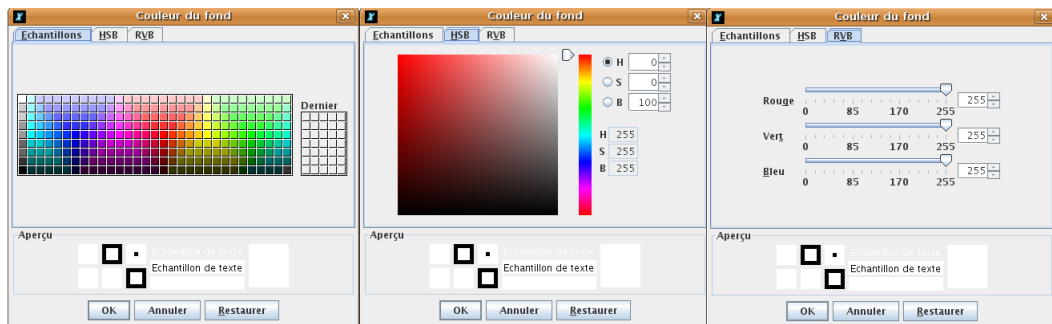 Couleur du fond
Echantillons HSB RVB
Dernier
Aperçu
Echantillon de texte
Echantillon de texte
OK Annuler Restaurer
Couleur du fond
Echantillons HSB RVB
H 0
S 0
B 100
H 255
S 255
B 255
Aperçu
Echantillon de texte
Echantillon de texte
OK Annuler Restaurer
Couleur du fond
Echantillons HSB RVB
Rouge 255
0 85 170 255
Vert 255
0 85 170 255
Bleu 255
0 85 170 255
Aperçu
Echantillon de texte
Echantillon de texte
OK Annuler Restaurer